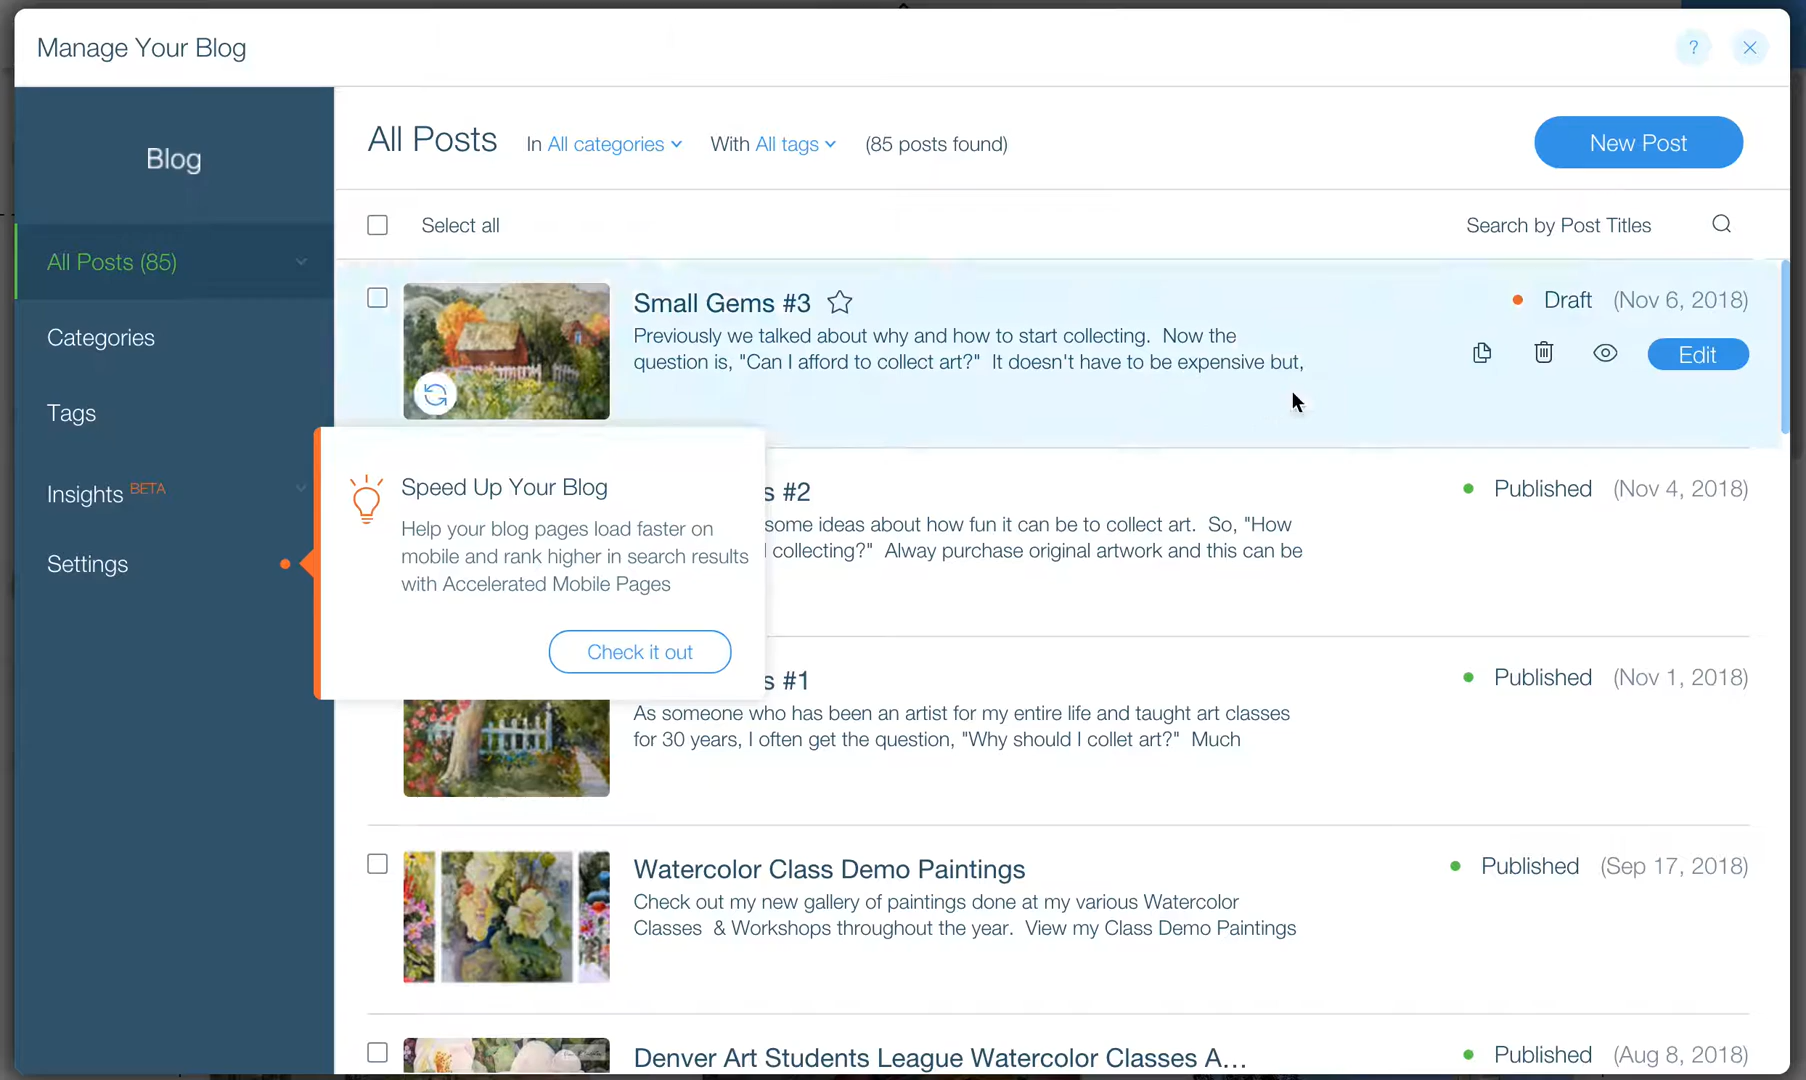 Manage Your Blog
?
Blog
All Posts (85)
Categories
Tags
Insights BETA
Settings
All Posts
In All categories
With All tags
(85 posts found)
New Post
Select all
Search by Post Titles
Small Gems #3
Previously we talked about why and how to start collecting. Now the
question is, "Can I afford to collect art?" It doesn't have to be expensive but,
Draft (Nov 6, 2018)
Edit
Speed Up Your Blog
Help your blog pages load faster on
mobile and rank higher in search results
with Accelerated Mobile Pages
Check it out
s #2
some ideas about how fun it can be to collect art. So, "How
collecting?" Alway purchase original artwork and this can be
Published (Nov 4, 2018)
s #1
As someone who has been an artist for my entire life and taught art classes
for 30 years, I often get the question, "Why should I collet art?" Much
Published (Nov 1, 2018)
Watercolor Class Demo Paintings
Check out my new gallery of paintings done at my various Watercolor
Classes & Workshops throughout the year. View my Class Demo Paintings
Published (Sep 17, 2018)
Denver Art Students League Watercolor Classes A...
Published (Aug 8, 2018)